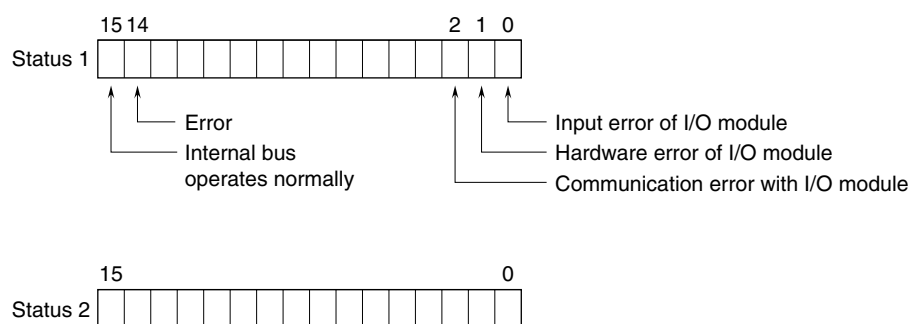 15 14 2 1 0
Status 1
Error
Internal bus
operates normally
Input error of I/O module
Hardware error of I/O module
Communication error with I/O module
15 0
Status 2